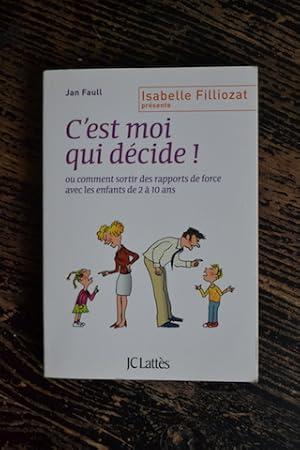 Jan Faull
Isabelle Filliozat
présente
C'est moi
qui décide !
ou comment sortir des rapports de force
avec les enfants de 2 à 10 ans
JC Lattès